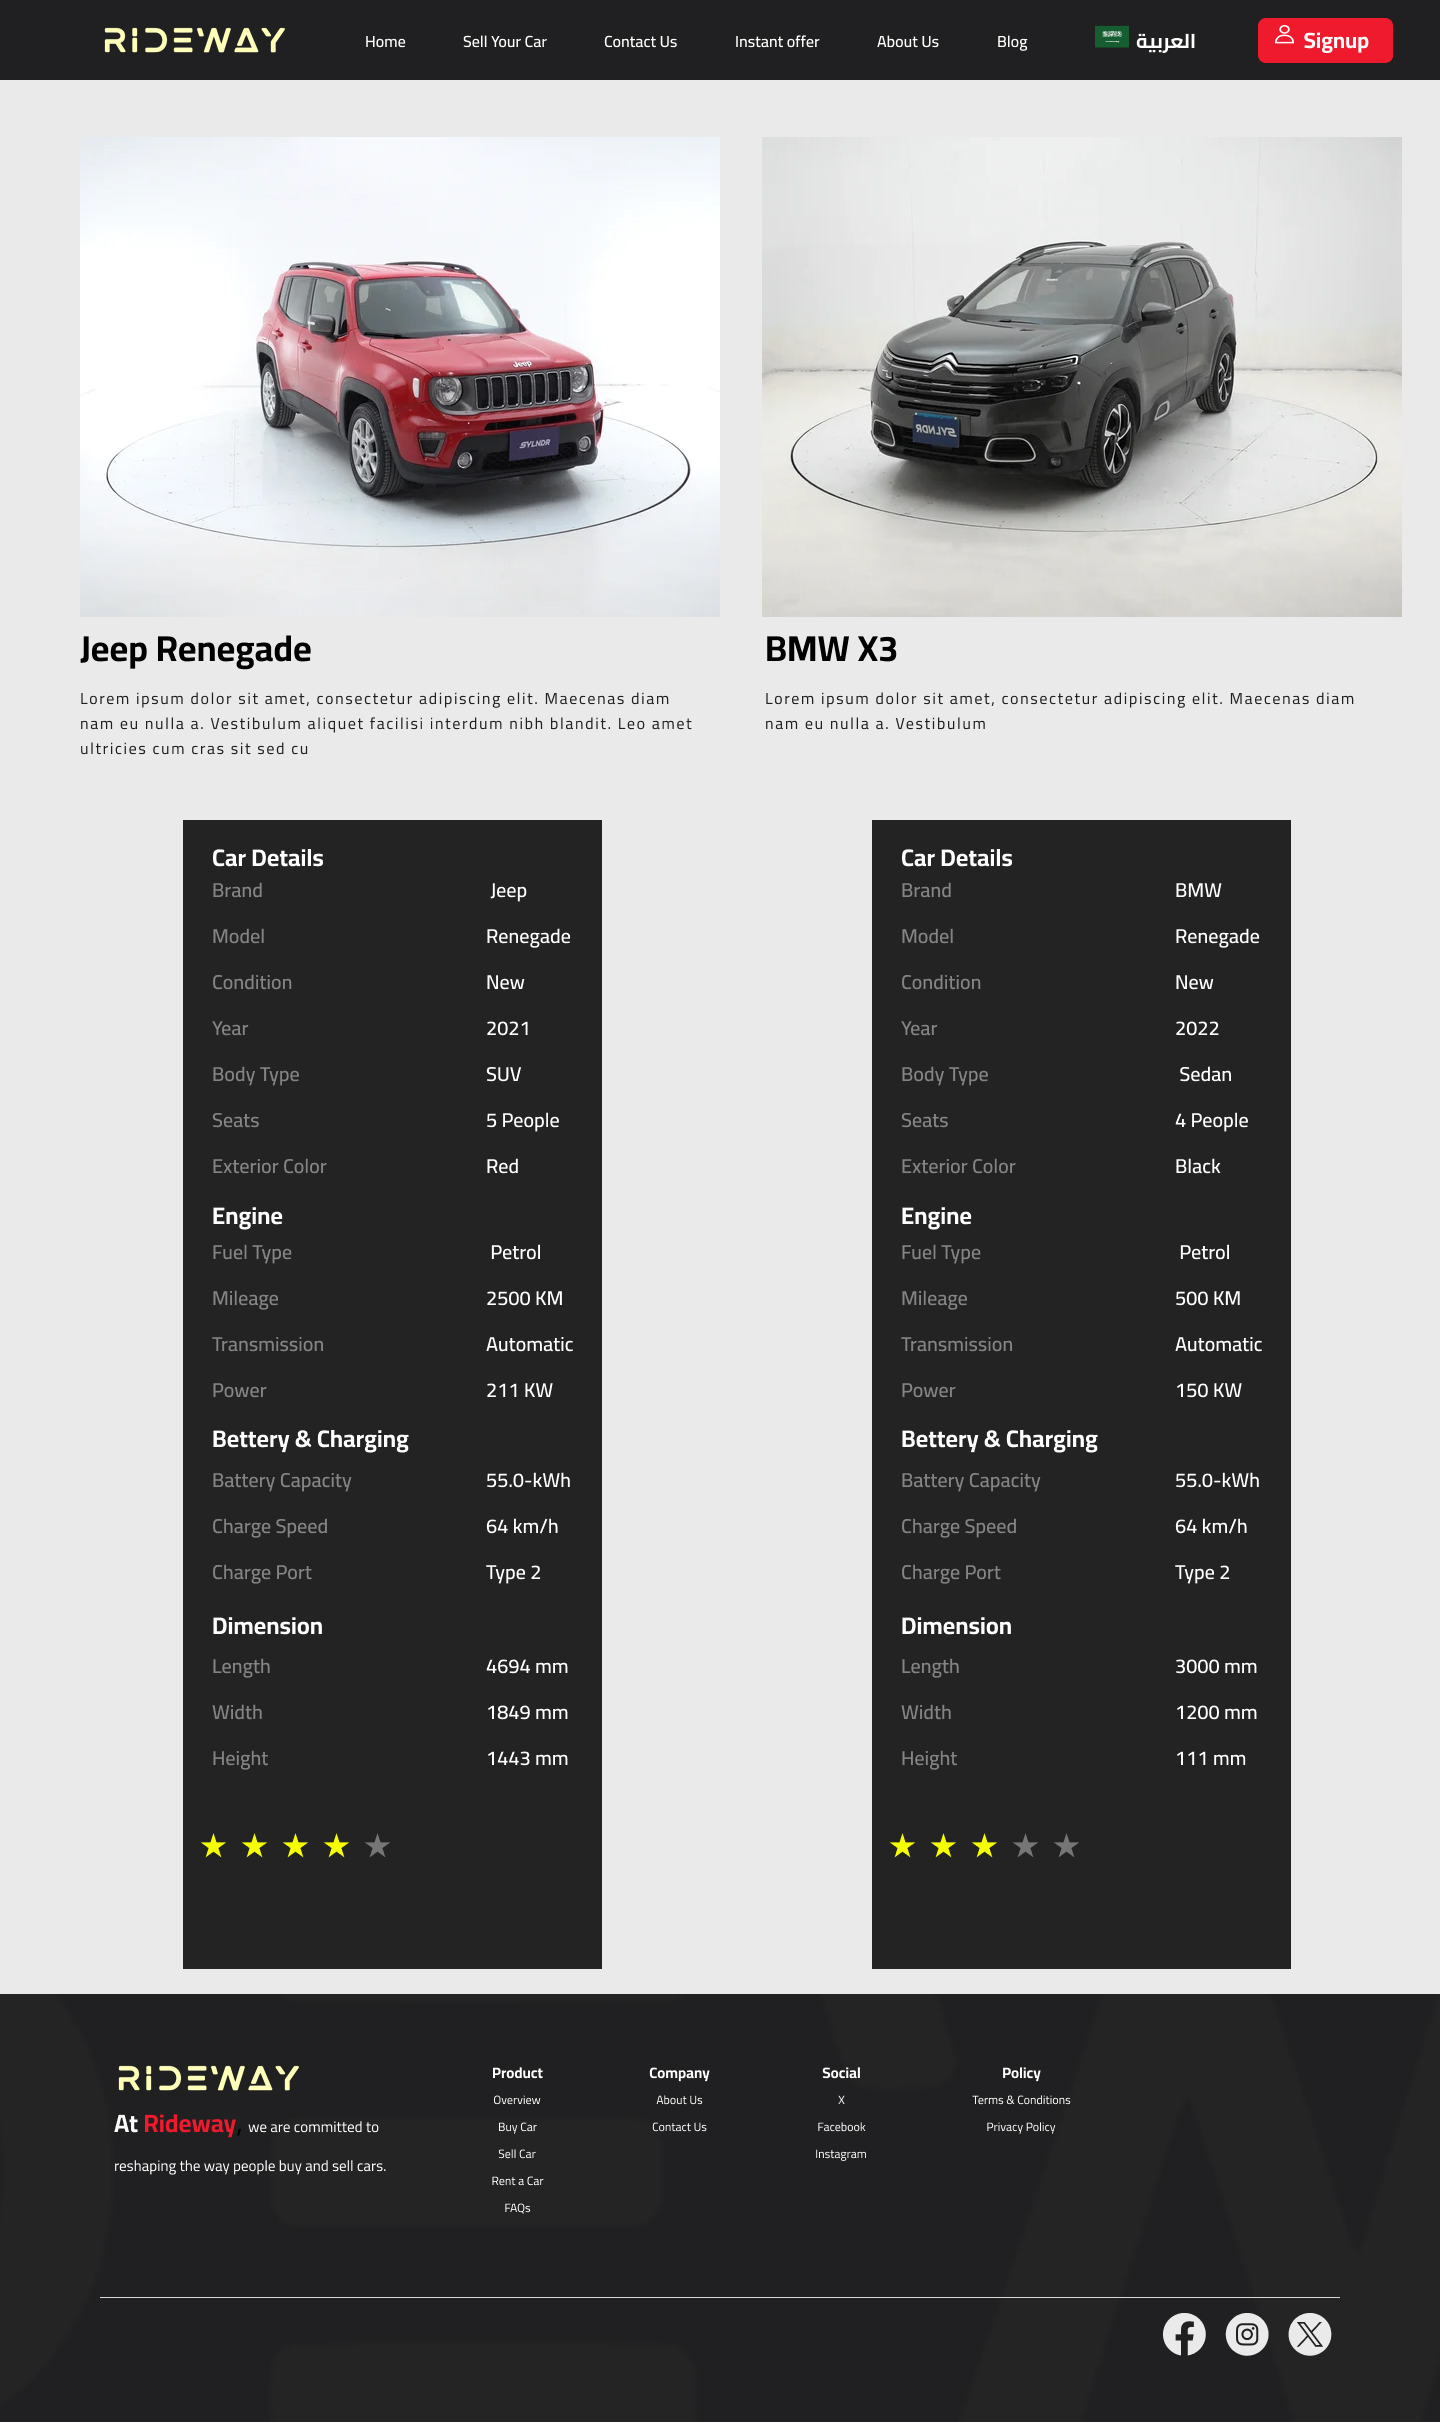 RIDEWAY
Home Sell Your Car Contact Us Instant offer About Us Blog العربية Signup
Jeep
SYLNDR
SYLNDR
Jeep Renegade
Lorem ipsum dolor sit amet, consectetur adipiscing elit. Maecenas diam
nam eu nulla a. Vestibulum aliquet facilisi interdum nibh blandit. Leo amet
ultricies cum cras sit sed cu
BMW X3
Lorem ipsum dolor sit amet, consectetur adipiscing elit. Maecenas diam
nam eu nulla a. Vestibulum
Car Details
Brand Jeep
Model Renegade
Condition New
Year 2021
Body Type SUV
Seats 5 People
Exterior Color Red
Engine
Fuel Type Petrol
Mileage 2500 KM
Transmission Automatic
Power 211 KW
Bettery & Charging
Battery Capacity 55.0-kWh
Charge Speed 64 km/h
Charge Port Type 2
Dimension
Length 4694 mm
Width 1849 mm
Height 1443 mm
Car Details
Brand BMW
Model Renegade
Condition New
Year 2022
Body Type Sedan
Seats 4 People
Exterior Color Black
Engine
Fuel Type Petrol
Mileage 500 KM
Transmission Automatic
Power 150 KW
Bettery & Charging
Battery Capacity 55.0-kWh
Charge Speed 64 km/h
Charge Port Type 2
Dimension
Length 3000 mm
Width 1200 mm
Height 111 mm
RIDEWAY
At Rideway, we are committed to
reshaping the way people buy and sell cars.
Product
Overview
Buy Car
Sell Car
Rent a Car
FAQs
Company
About Us
Contact Us
Social
X
Facebook
Instagram
Policy
Terms & Conditions
Privacy Policy